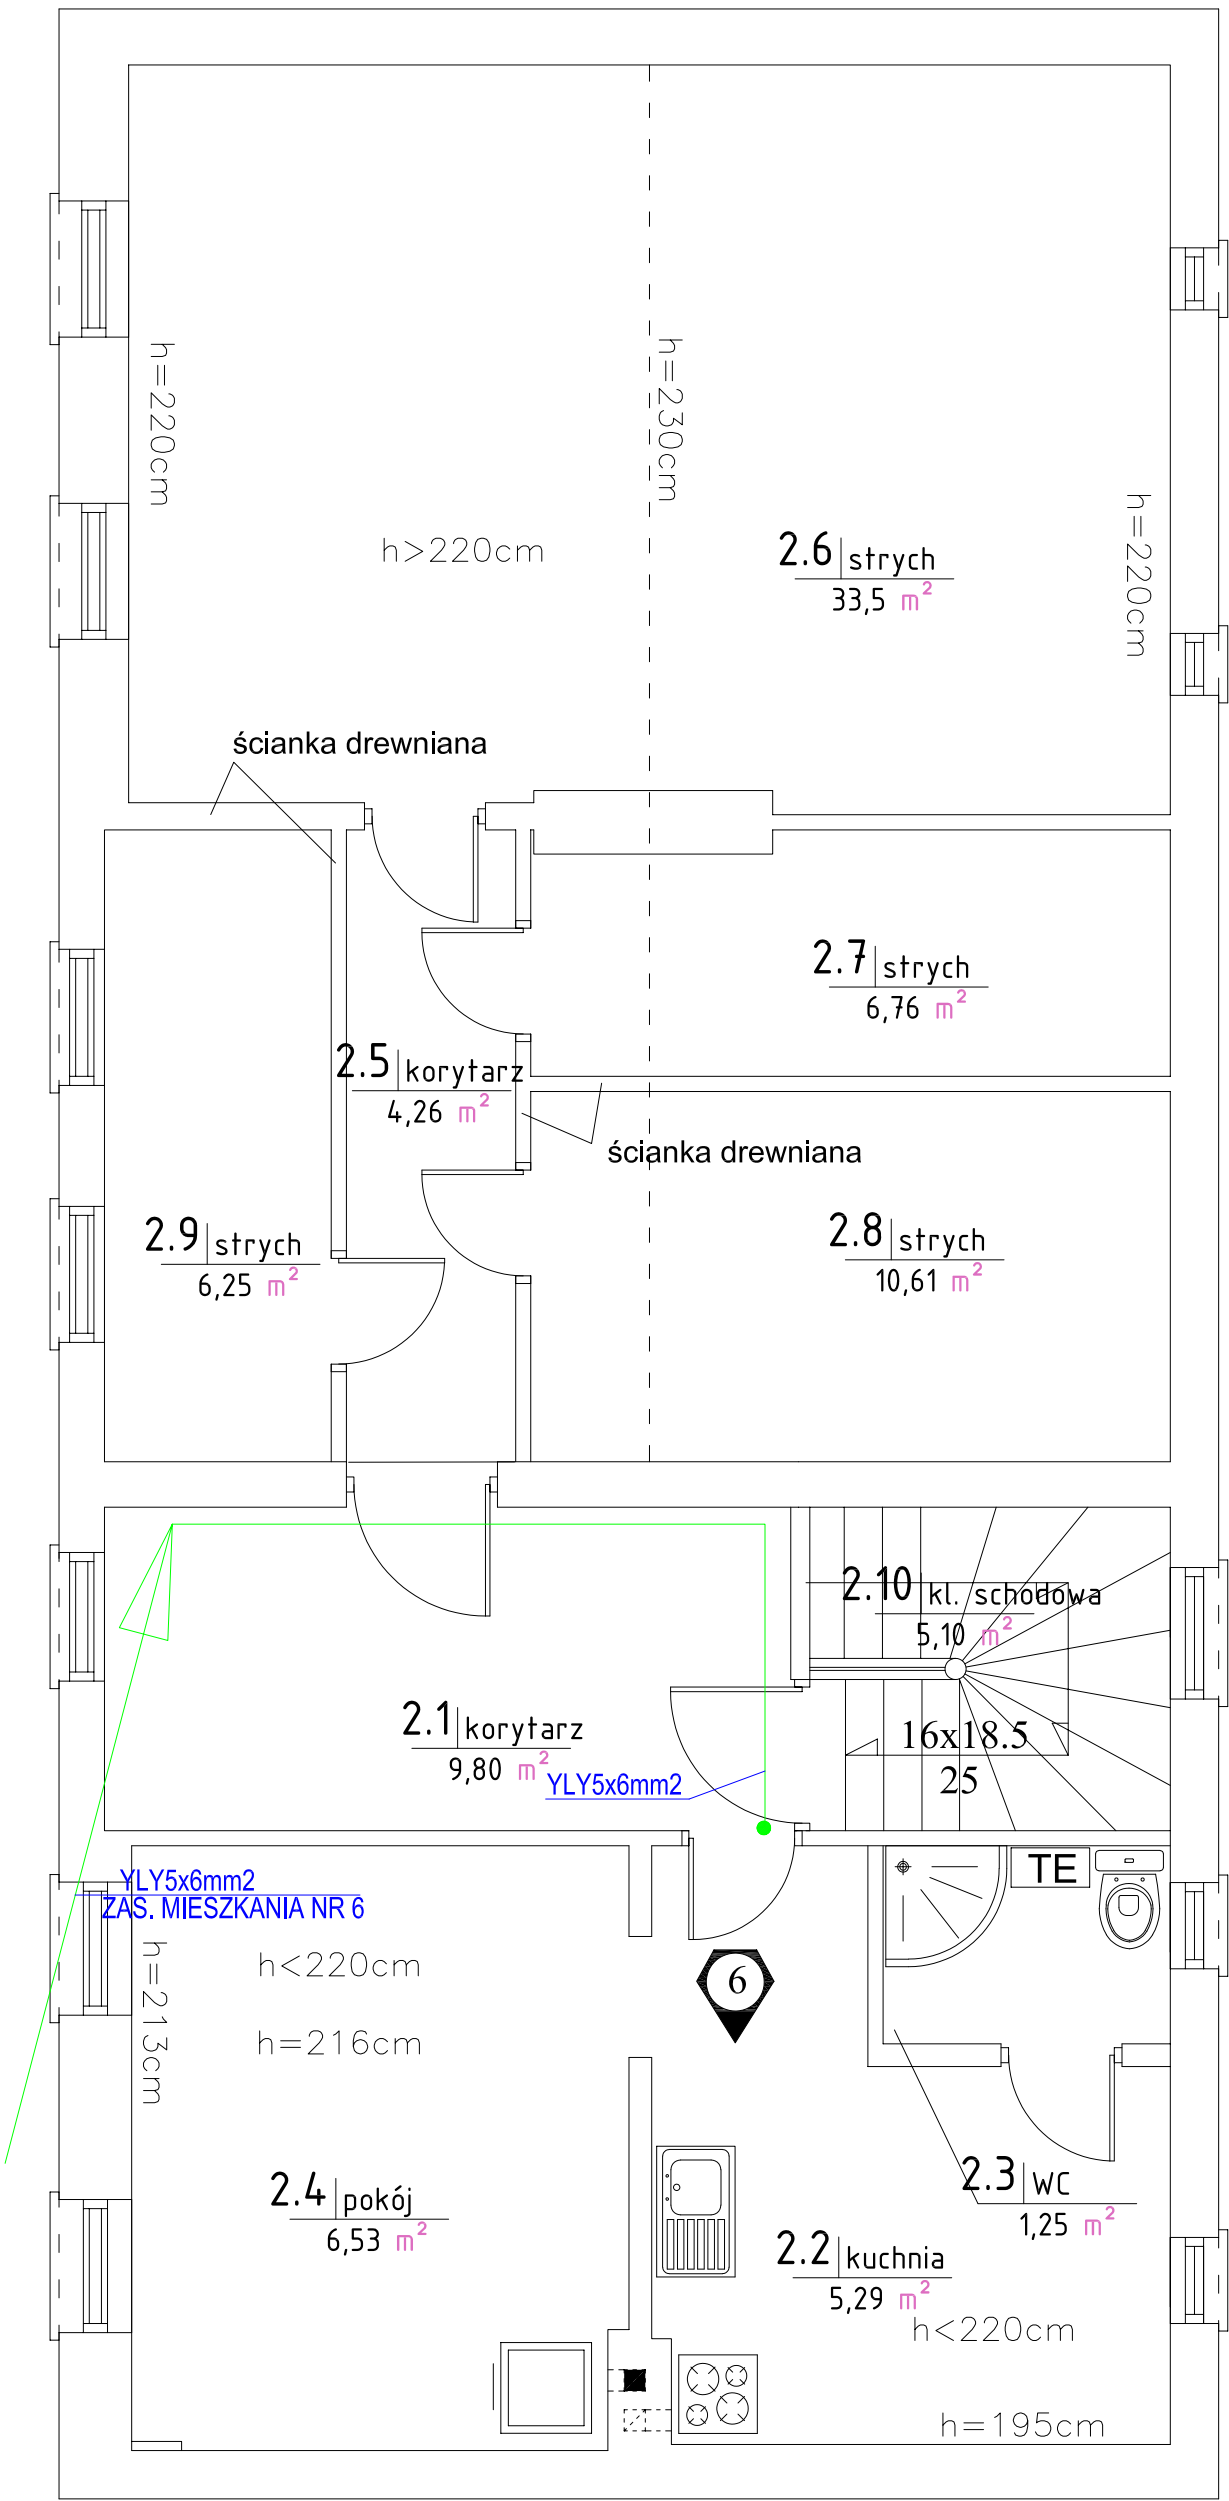 h=220cm
h=230cm
h=220cm
h>220cm
2.6 strych
33,5 m²
ścianka drewniana
2.7 strych
6,76 m²
2.5 korytarz
4,26 m²
ścianka drewniana
2.9 strych
6,25 m²
2.8 strych
10,61 m²
2.10 kl. schodowa
5,10 m²
2.1 korytarz
9,80 m²
16x18.5
25
YLY5x6mm2
YLY5x6mm2
ZAS. MIESZKANIA NR 6
TE
h<220cm
h=216cm
h=213cm
6
2.4 pokój
6,53 m²
2.3 WC
1,25 m²
2.2 kuchnia
5,29 m²
h<220cm
h=195cm